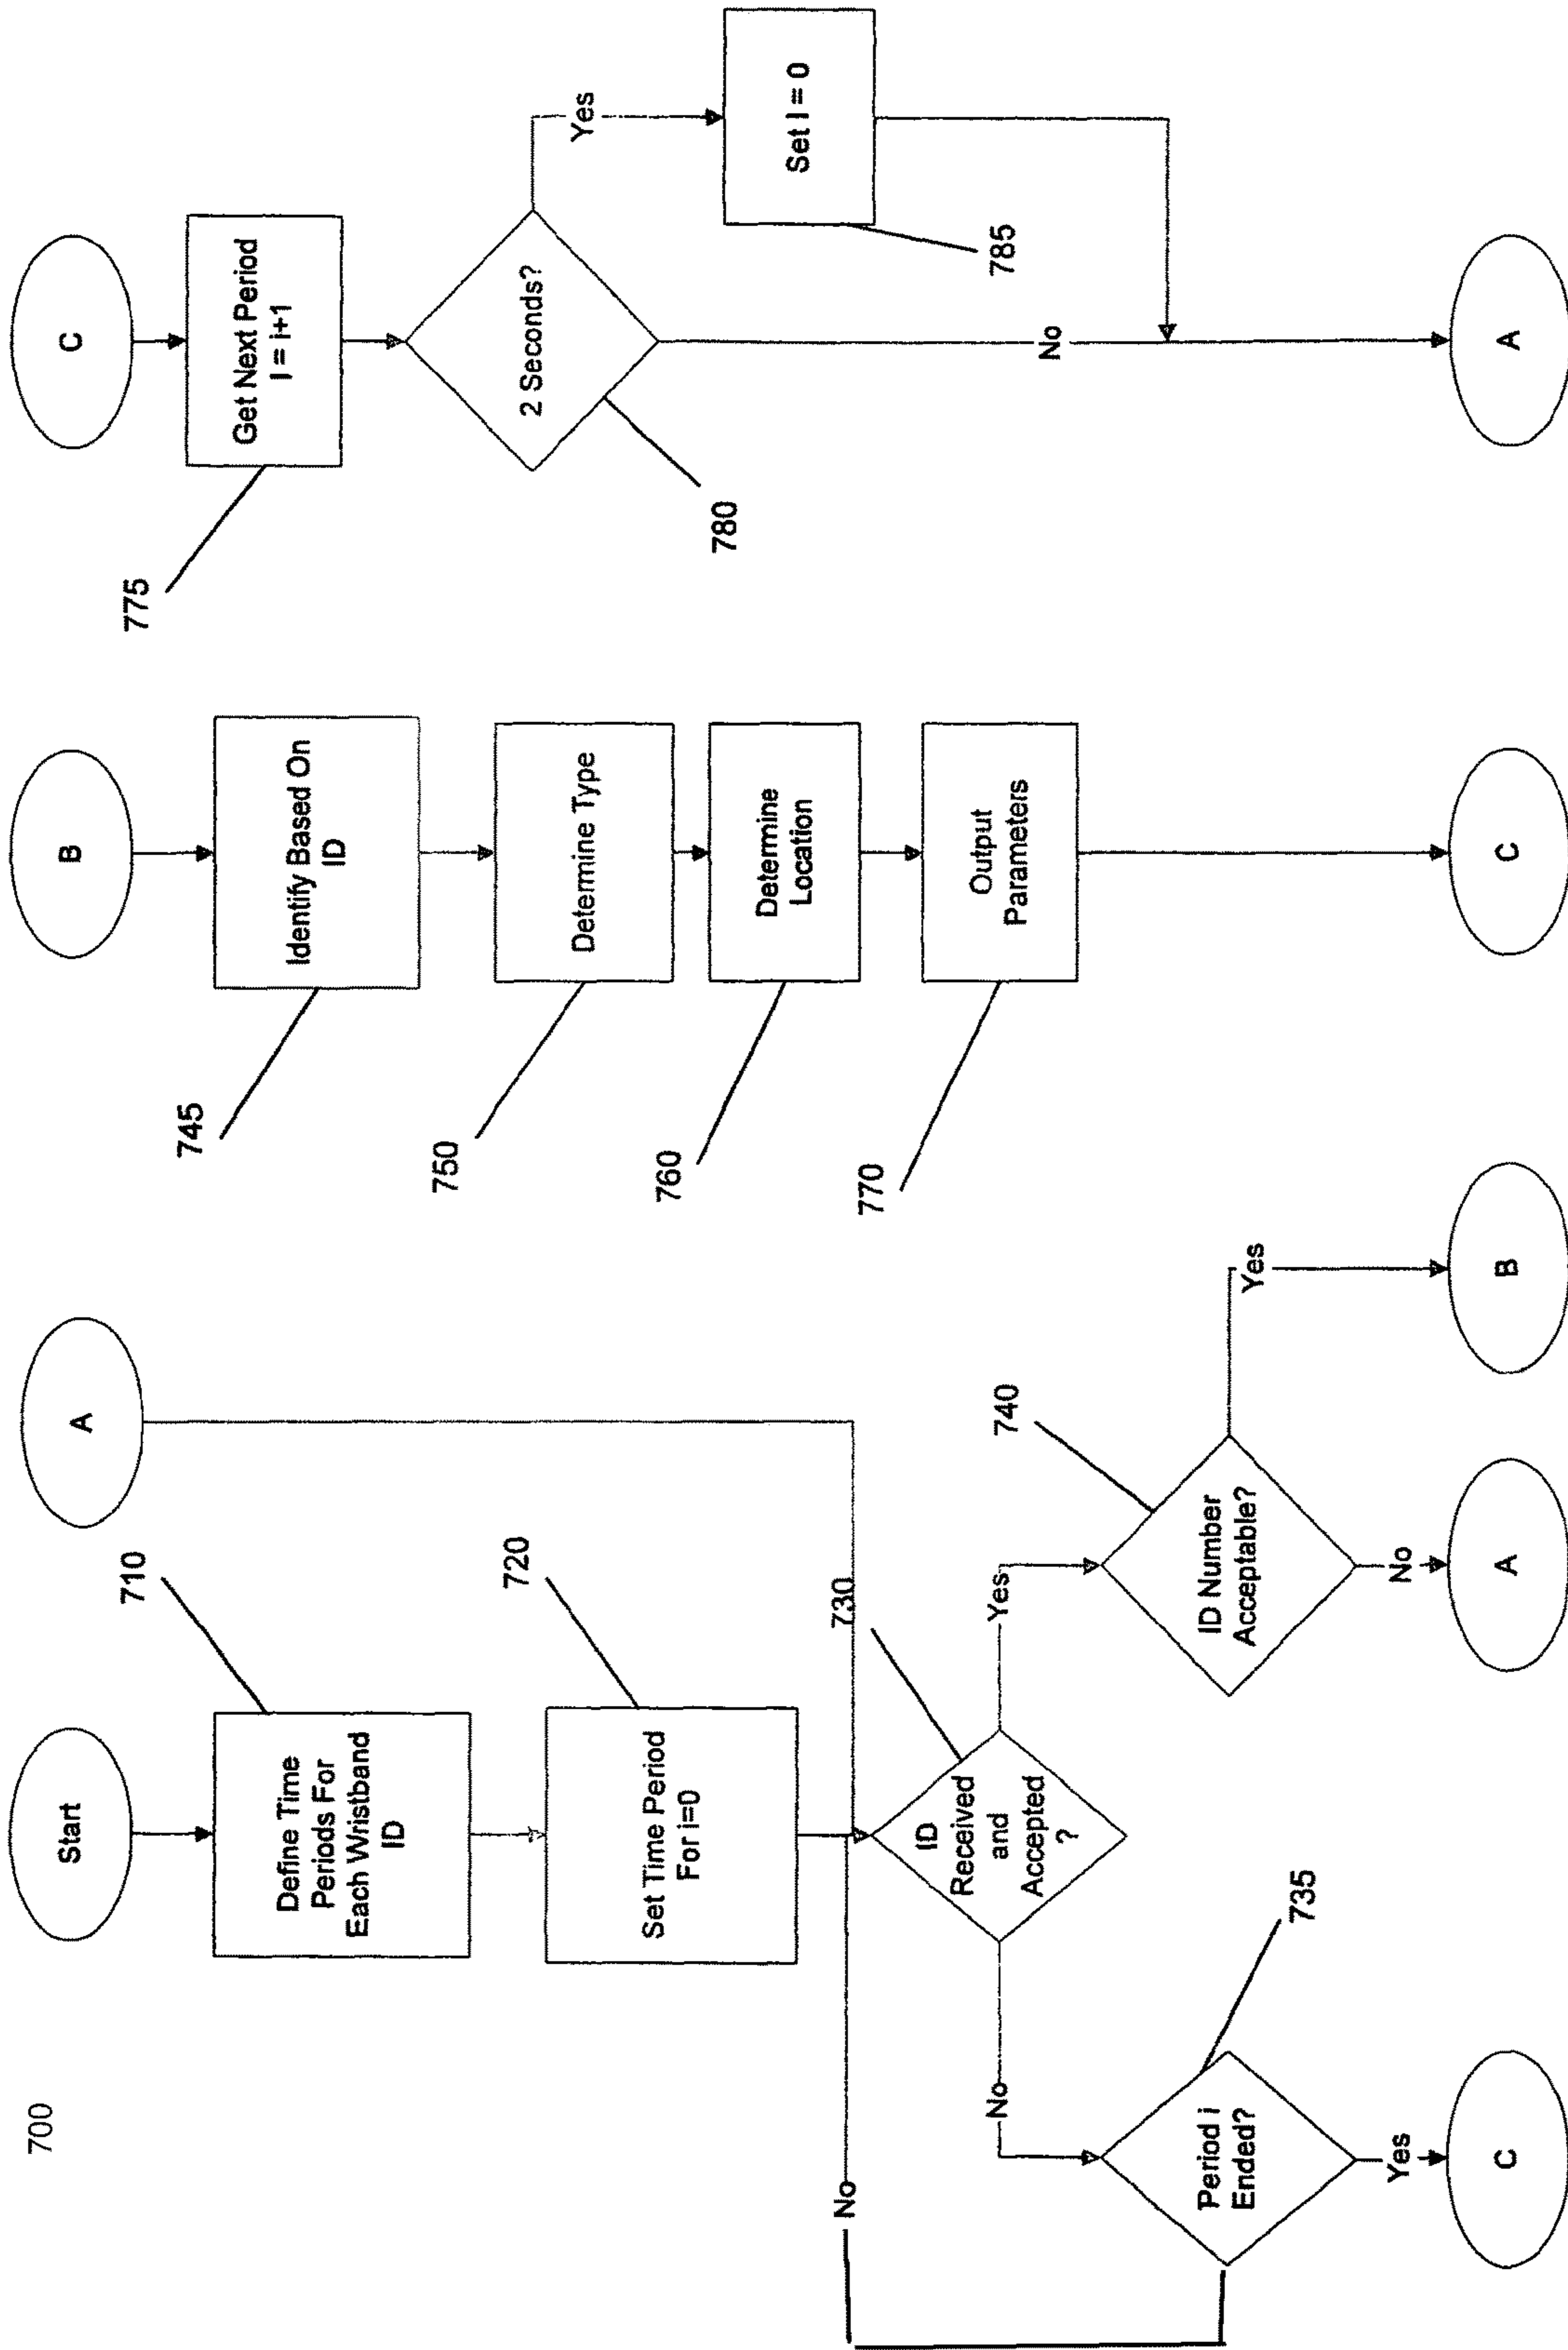 700
Start
710
Define Time
Periods For
Each Wristband
ID
720
Set Time Period
For i=0
A
730
ID
Received
and
Accepted
?
No
Yes
735
Period i
Ended?
No
Yes
C
740
ID Number
Acceptable?
No
A
Yes
B
B
745
Identify Based On
ID
750
Determine Type
760
Determine
Location
770
Output
Parameters
C
C
775
Get Next Period
I = i+1
780
2 Seconds?
Yes
785
Set I = 0
No
A